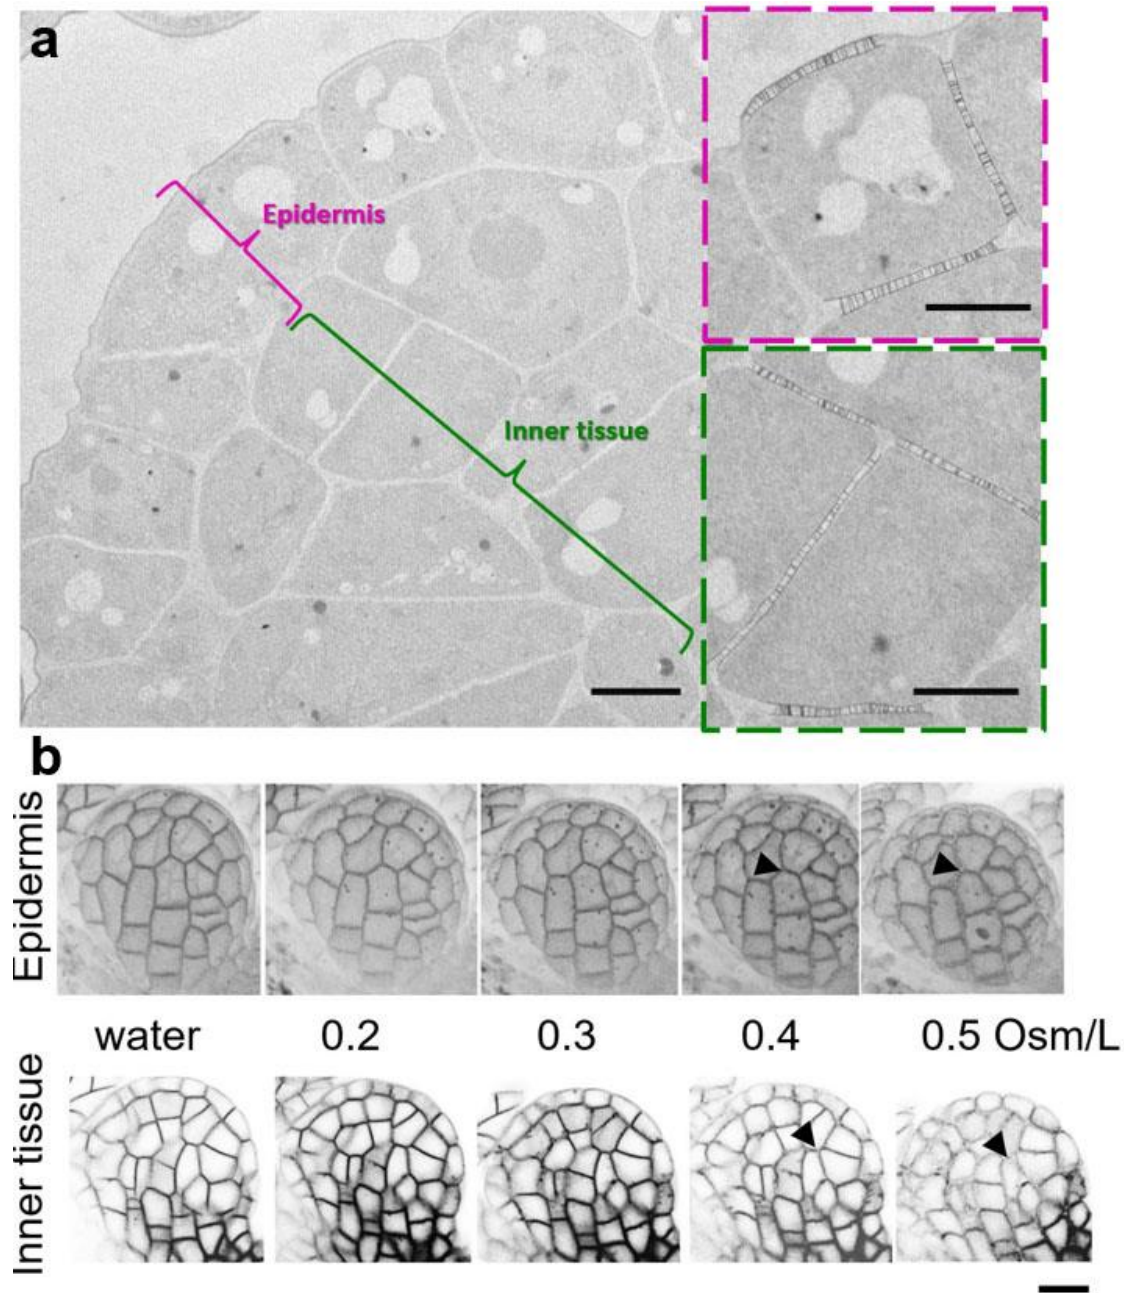 a
Epidermis
Inner tissue
b
Epidermis
water 0.2 0.3 0.4 0.5 Osm/L
Inner tissue